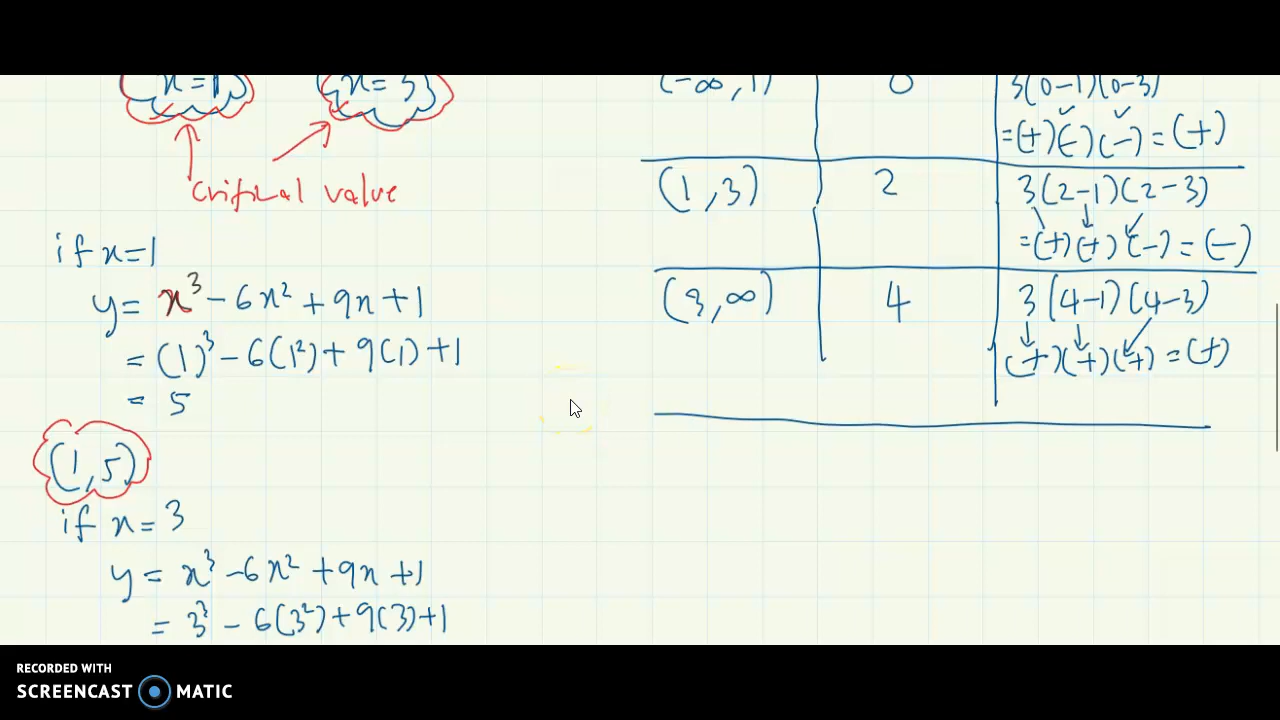 x=1 x=3
critical value
if x=1
y= x³-6x²+9x+1
= (1)³-6(1²)+9(1)+1
= 5
(1,5)
if x=3
y= x³-6x²+9x+1
= 3³-6(3²)+9(3)+1
(-∞,1) 0 3(0-1)(0-3)
=(+)(-)(-)=(+)
(1,3) 2 3(2-1)(2-3)
=(+)(+)(-)=(-)
(3,∞) 4 3(4-1)(4-3)
(+)(+)(+)=(+)
RECORDED WITH
SCREENCAST MATIC